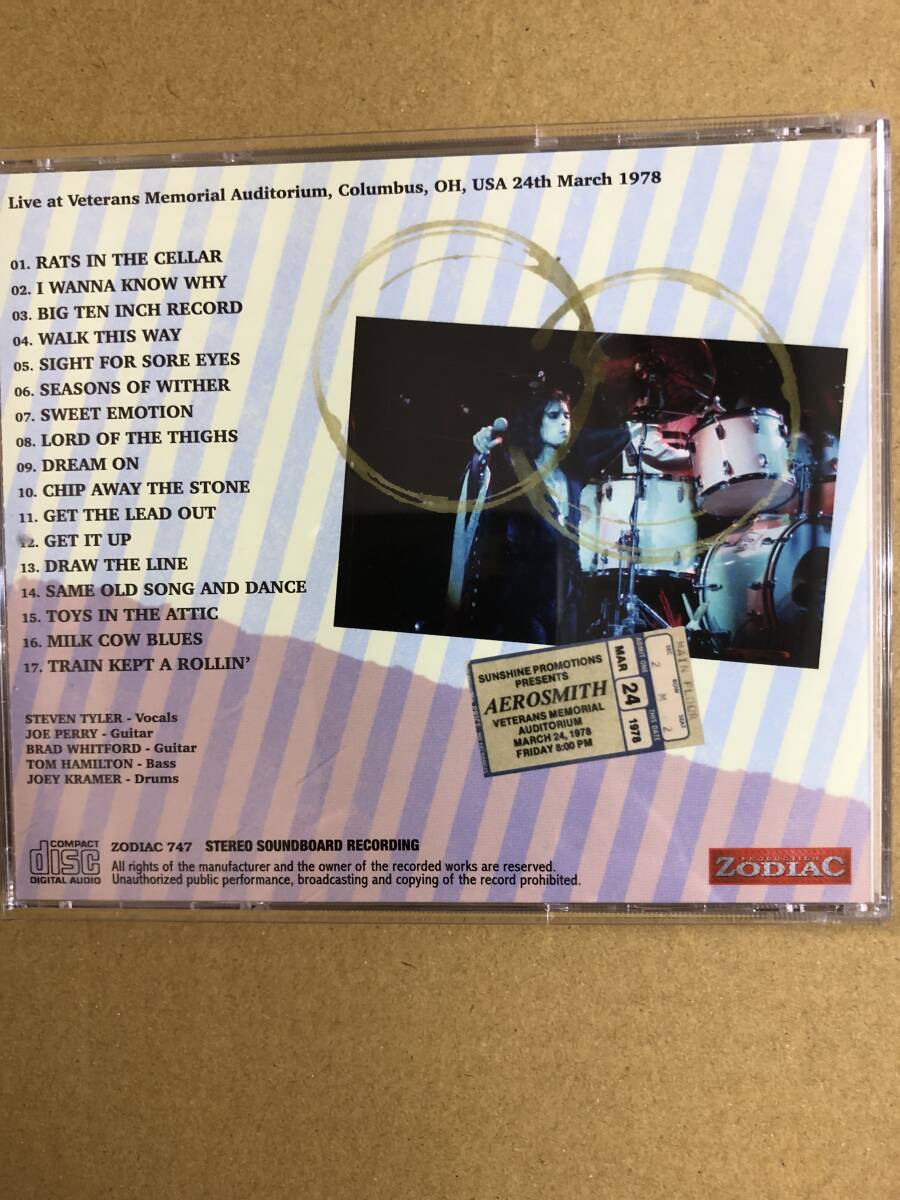 Live at Veterans Memorial Auditorium, Columbus, OH, USA 24th March 1978
01. RATS IN THE CELLAR
02. I WANNA KNOW WHY
03. BIG TEN INCH RECORD
04. WALK THIS WAY
05. SIGHT FOR SORE EYES
06. SEASONS OF WITHER
07. SWEET EMOTION
08. LORD OF THE THIGHS
09. DREAM ON
10. CHIP AWAY THE STONE
11. GET THE LEAD OUT
12. GET IT UP
13. DRAW THE LINE
14. SAME OLD SONG AND DANCE
15. TOYS IN THE ATTIC
16. MILK COW BLUES
17. TRAIN KEPT A ROLLIN'
STEVEN TYLER - Vocals
JOE PERRY - Guitar
BRAD WHITFORD - Guitar
TOM HAMILTON - Bass
JOEY KRAMER - Drums
SUNSHINE PROMOTIONS
PRESENTS
AEROSMITH
VETERANS MEMORIAL
AUDITORIUM
MARCH 24, 1978
FRIDAY 8:00 PM
MAR
24
1978
THIS DATE
2
M
2
MAIN FLOOR
COMPACT
disc
DIGITAL AUDIO
ZODIAC 747 STEREO SOUNDBOARD RECORDING
All rights of the manufacturer and the owner of the recorded works are reserved.
Unauthorized public performance, broadcasting and copying of the record prohibited.
PRODUCTION
ZODIAC